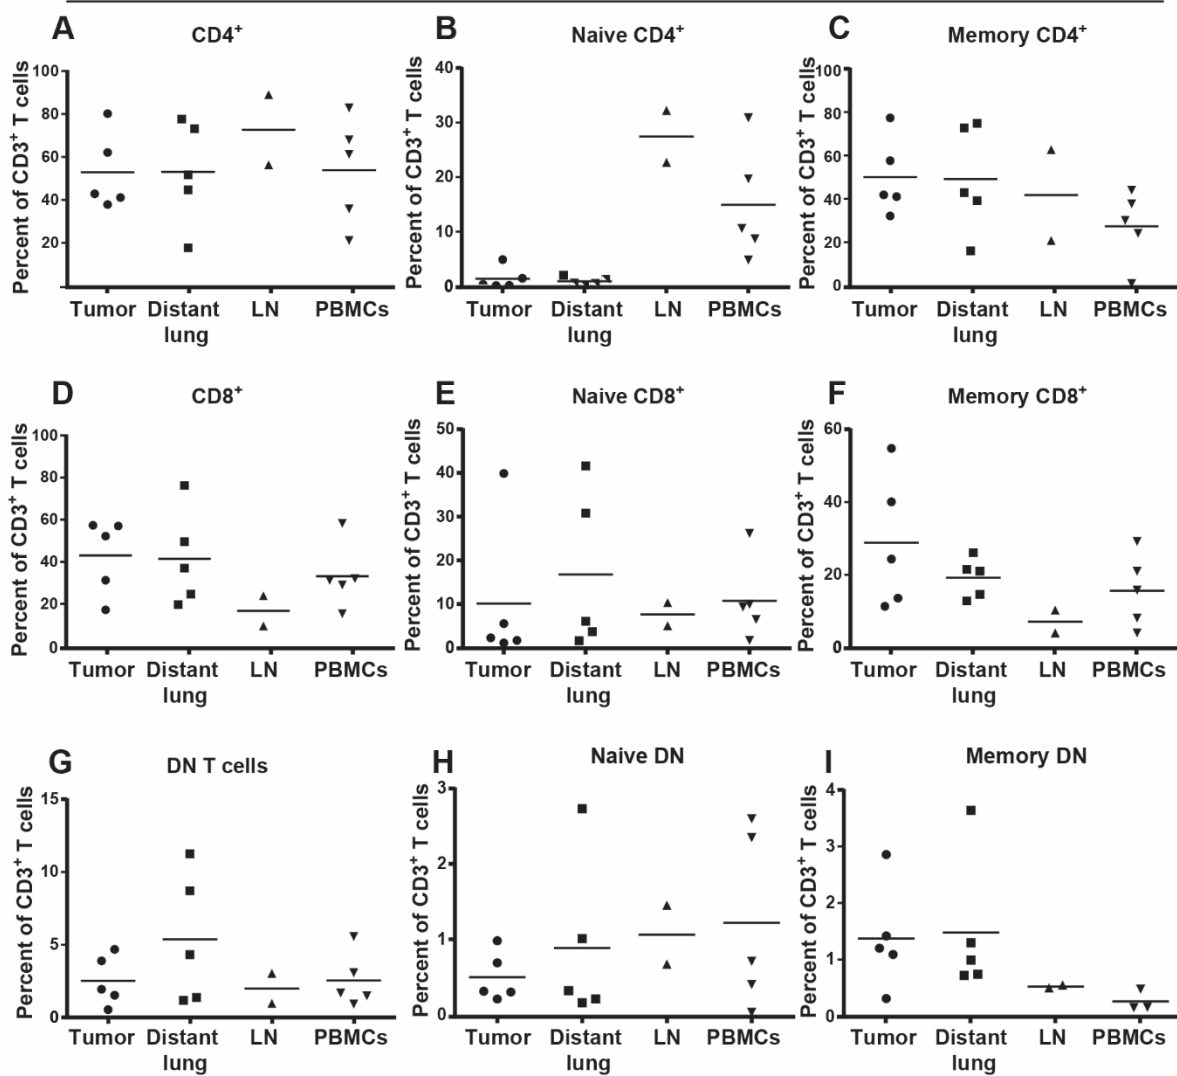 A CD4+
Percent of CD3+ T cells
100
80
60
40
20
Tumor Distant lung LN PBMCs
B Naive CD4+
Percent of CD3+ T cells
40
30
20
10
0
Tumor Distant lung LN PBMCs
C Memory CD4+
Percent of CD3+ T cells
100
80
60
40
20
0
Tumor Distant lung LN PBMCs
D CD8+
Percent of CD3+ T cells
100
80
60
40
20
0
Tumor Distant lung LN PBMCs
E Naive CD8+
Percent of CD3+ T cells
50
40
30
20
10
0
Tumor Distant lung LN PBMCs
F Memory CD8+
Percent of CD3+ T cells
60
40
20
0
Tumor Distant lung LN PBMCs
G DN T cells
Percent of CD3+ T cells
15
10
5
0
Tumor Distant lung LN PBMCs
H Naive DN
Percent of CD3+ T cells
3
2
1
0
Tumor Distant lung LN PBMCs
I Memory DN
Percent of CD3+ T cells
4
3
2
1
0
Tumor Distant lung LN PBMCs